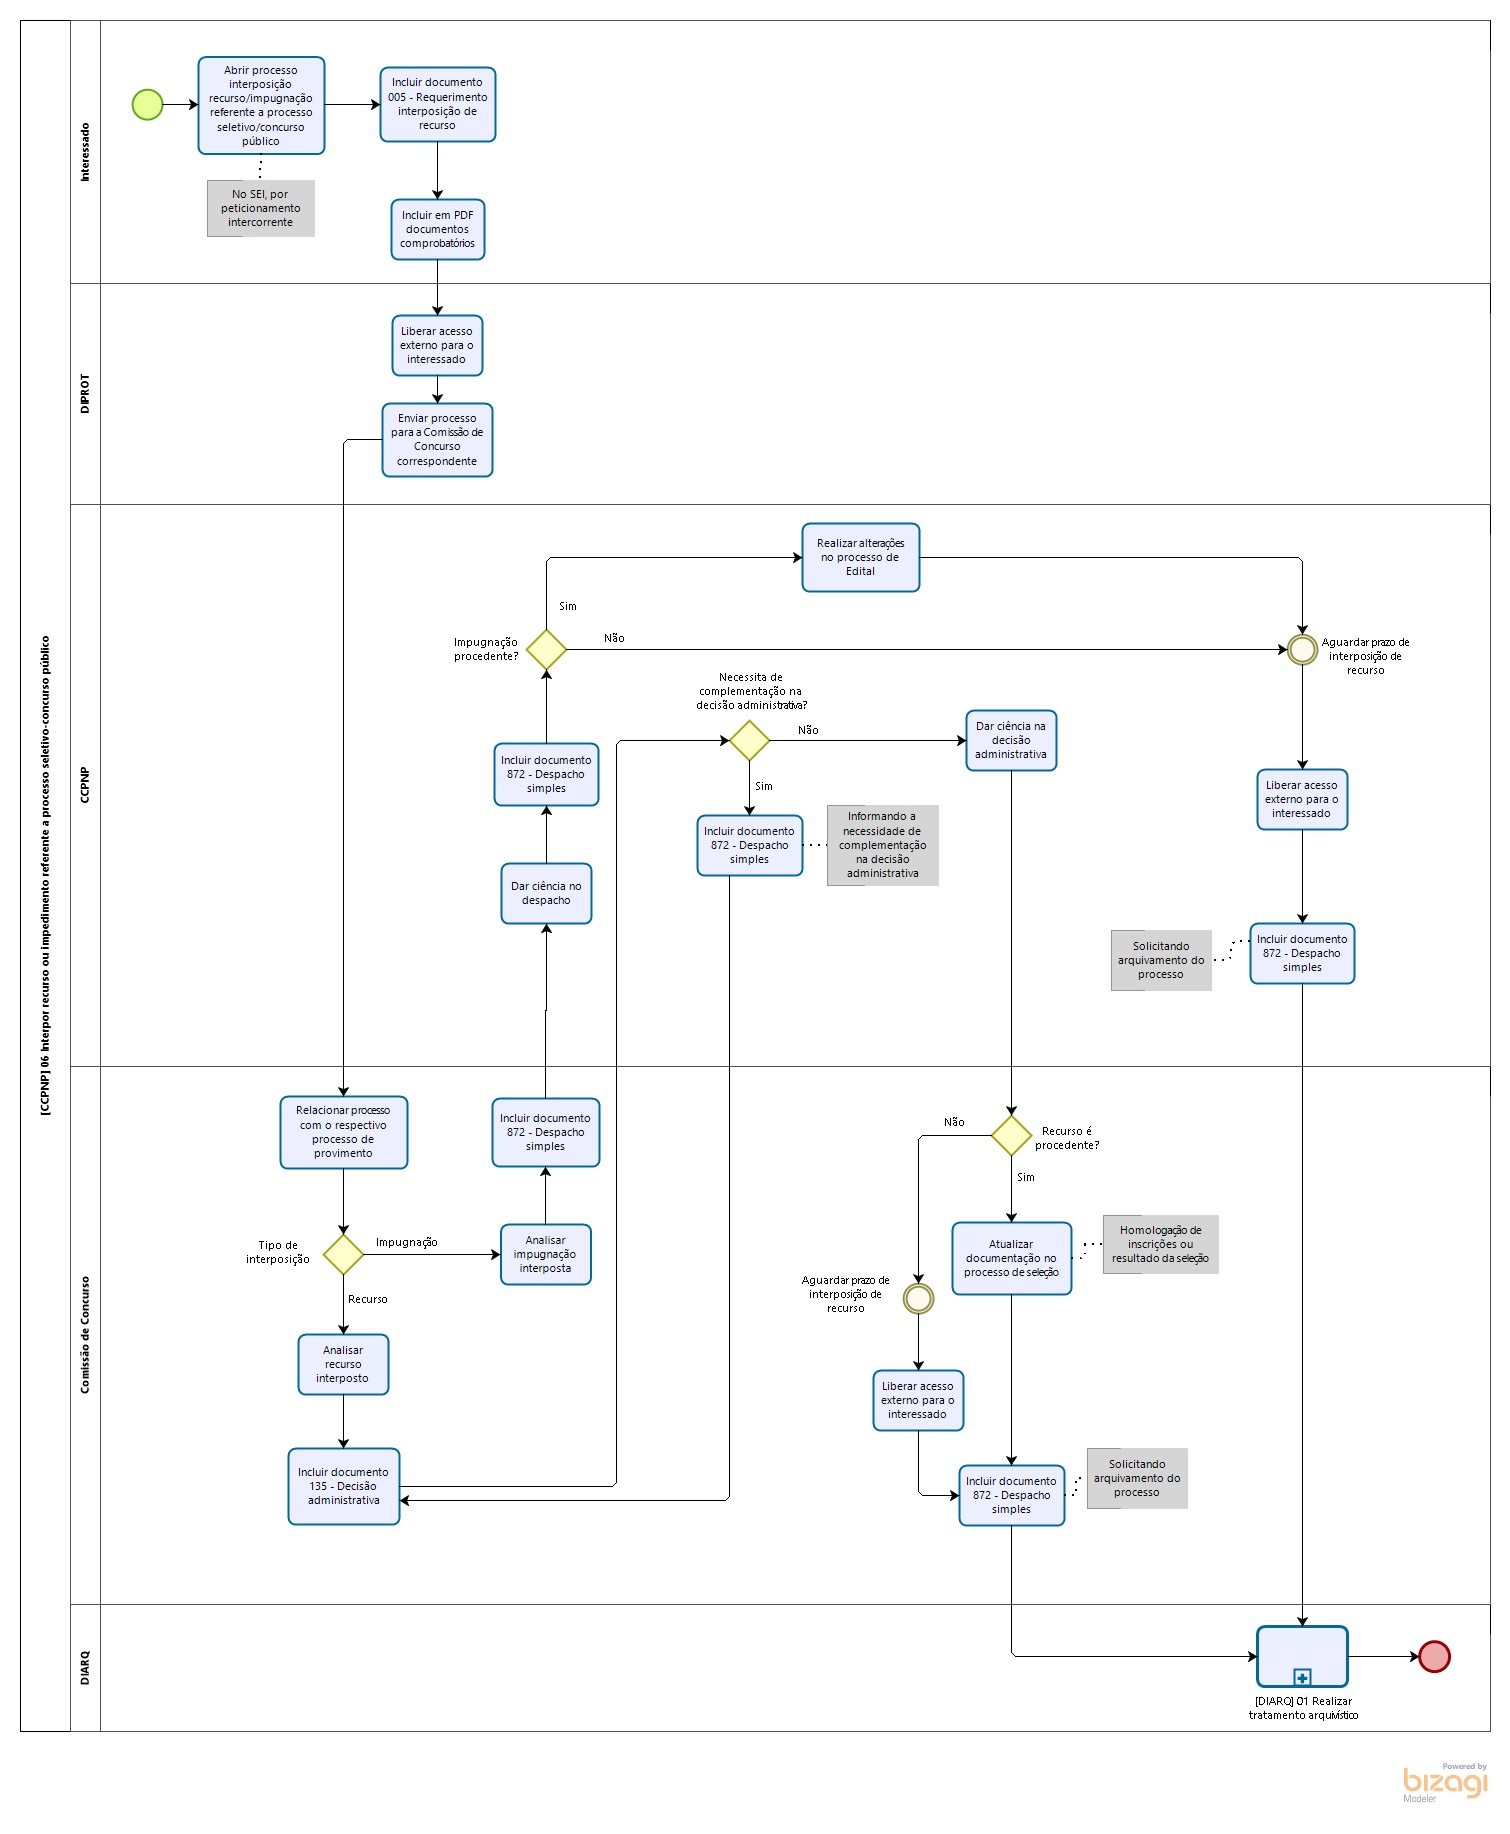 [CCPNP] 06 Interpor recurso ou impedimento referente a processo seletivo-concurso público
Interessado
Abrir processo
interposição
recurso/impugnação
referente a processo
seletivo/concurso
público
Incluir documento
005 - Requerimento
interposição de
recurso
No SEI, por
peticionamento
intercorrente
Incluir em PDF
documentos
comprobatórios
DIPROT
Liberar acesso
externo para o
interessado
Enviar processo
para a Comissão de
Concurso
correspondente
CCPNP
Realizar alterações
no processo de
Edital
Sim
Impugnação
procedente?
Não
Aguardar prazo de
interposição de
recurso
Necessita de
complementação na
decisão administrativa?
Não
Dar ciência na
decisão
administrativa
Incluir documento
872 - Despacho
simples
Sim
Liberar acesso
externo para o
interessado
Incluir documento
872 - Despacho
simples
Informando a
necessidade de
complementação
na decisão
administrativa
Dar ciência no
despacho
Solicitando
arquivamento do
processo
Incluir documento
872 - Despacho
simples
Comissão de Concurso
Relacionar processo
com o respectivo
processo de
provimento
Incluir documento
872 - Despacho
simples
Não
Recurso é
procedente?
Sim
Tipo de
interposição
Impugnação
Analisar
impugnação
interposta
Atualizar
documentação no
processo de seleção
Homologação de
inscrições ou
resultado da seleção
Recurso
Aguardar prazo de
interposição de
recurso
Analisar
recurso
interposto
Liberar acesso
externo para o
interessado
Incluir documento
135 - Decisão
administrativa
Incluir documento
872 - Despacho
simples
Solicitando
arquivamento do
processo
DIARQ
[DIARQ] 01 Realizar
tratamento arquivístico
Powered by
bizagi
Modeler